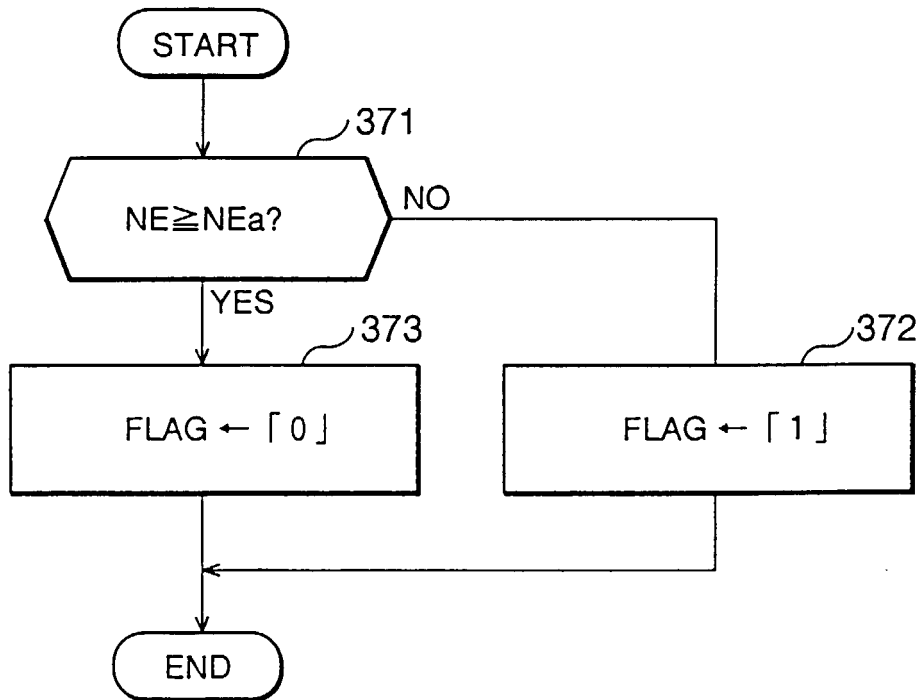 START
371
NE≧NEa?
NO
YES
373
372
FLAG ← 「0」
FLAG ← 「1」
END